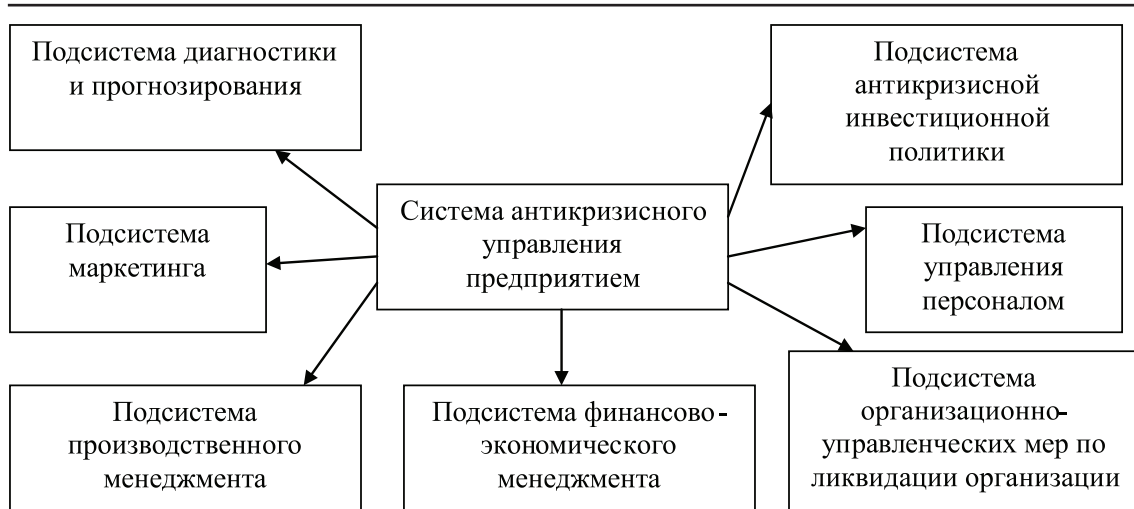 Подсистема диагностики
и прогнозирования
Подсистема
антикризисной
инвестиционной
политики
Система антикризисного
управления
предприятием
Подсистема
маркетинга
Подсистема
управления
персоналом
Подсистема
производственного
менеджмента
Подсистема финансово-
экономического
менеджмента
Подсистема
организационно-
управленческих мер по
ликвидации организации